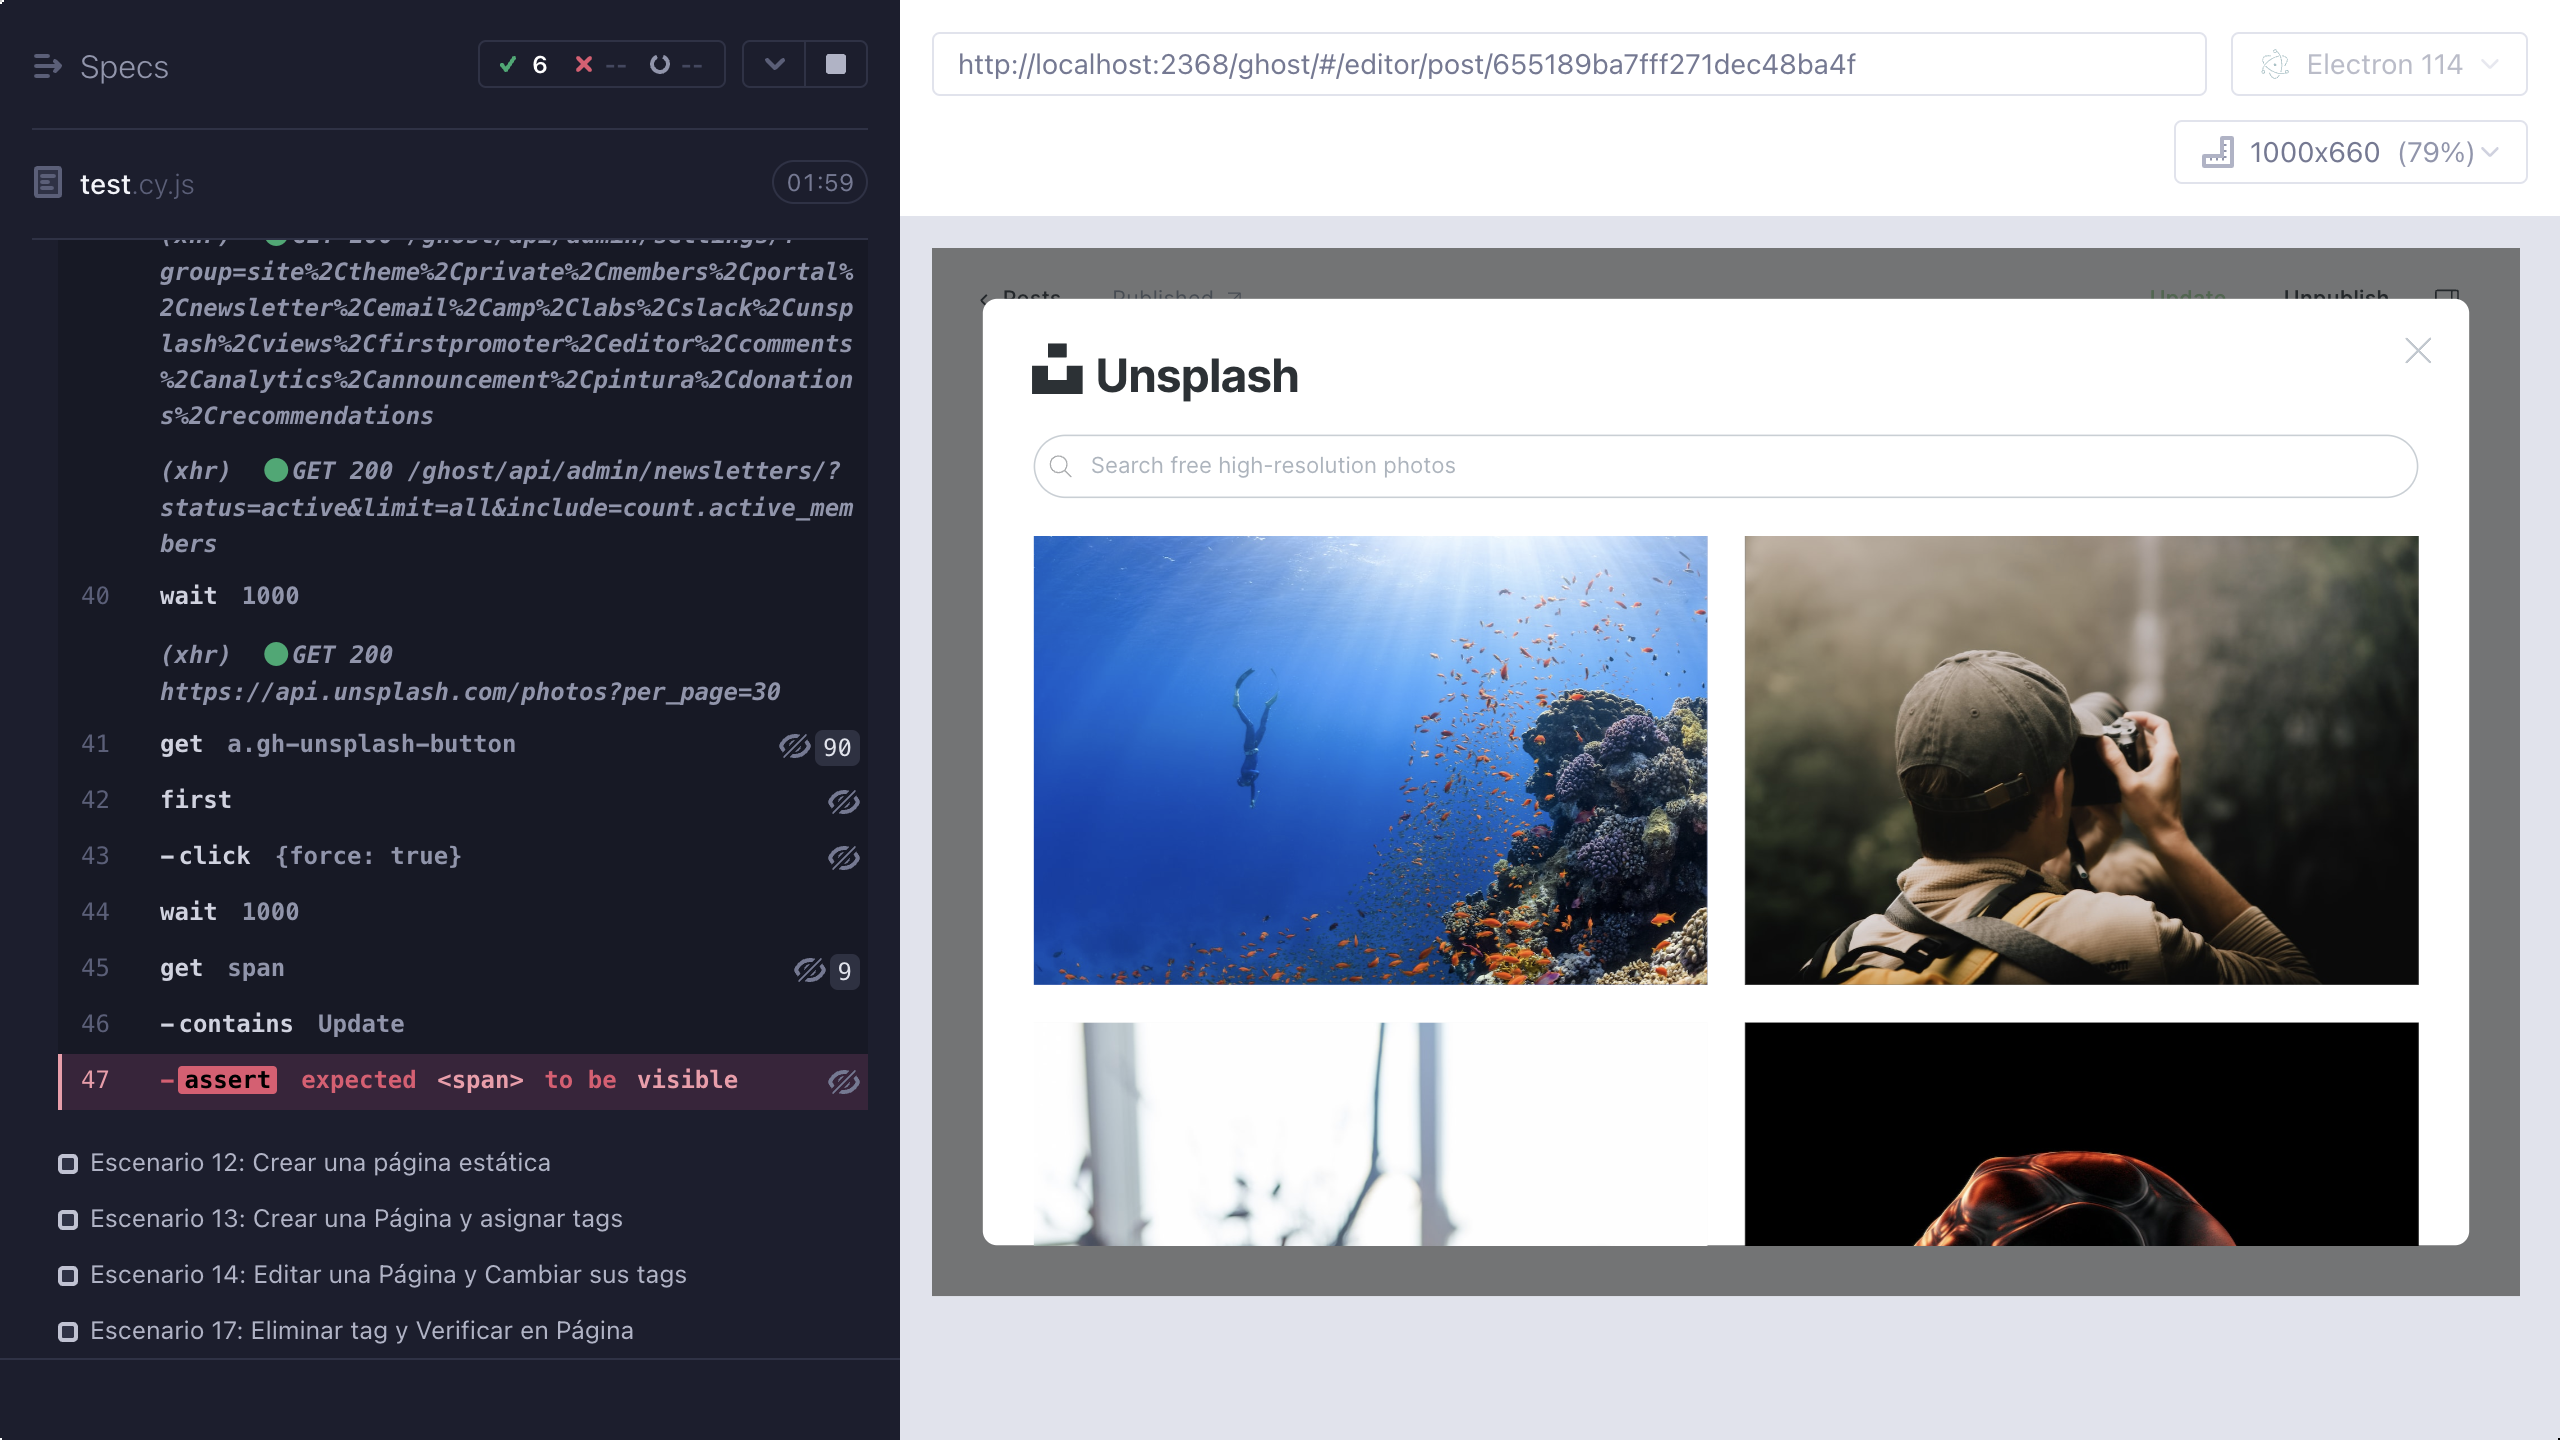 Specs
6
--
--
test.cy.js
01:59
(xhr) GET 200 /ghost/api/admin/settings/?
group=site%2Ctheme%2Cprivate%2Cmembers%2Cportal%
2Cnewsletter%2Cemail%2Camp%2Clabs%2Cslack%2Cunsp
lash%2Cviews%2Cfirstpromoter%2Ceditor%2Ccomments
%2Canalytics%2Cannouncement%2Cpintura%2Cdonation
s%2Crecommendations
(xhr) GET 200 /ghost/api/admin/newsletters/?
status=active&limit=all&include=count.active_mem
bers
40 wait 1000
(xhr) GET 200
https://api.unsplash.com/photos?per_page=30
41 get a.gh-unsplash-button 90
42 first
43 -click {force: true}
44 wait 1000
45 get span 9
46 -contains Update
47 -assert expected <span> to be visible
Escenario 12: Crear una página estática
Escenario 13: Crear una Página y asignar tags
Escenario 14: Editar una Página y Cambiar sus tags
Escenario 17: Eliminar tag y Verificar en Página
http://localhost:2368/ghost/#/editor/post/655189ba7fff271dec48ba4f
Electron 114
1000x660 (79%)
Posts
Published
Update
Unpublish
Unsplash
Search free high-resolution photos